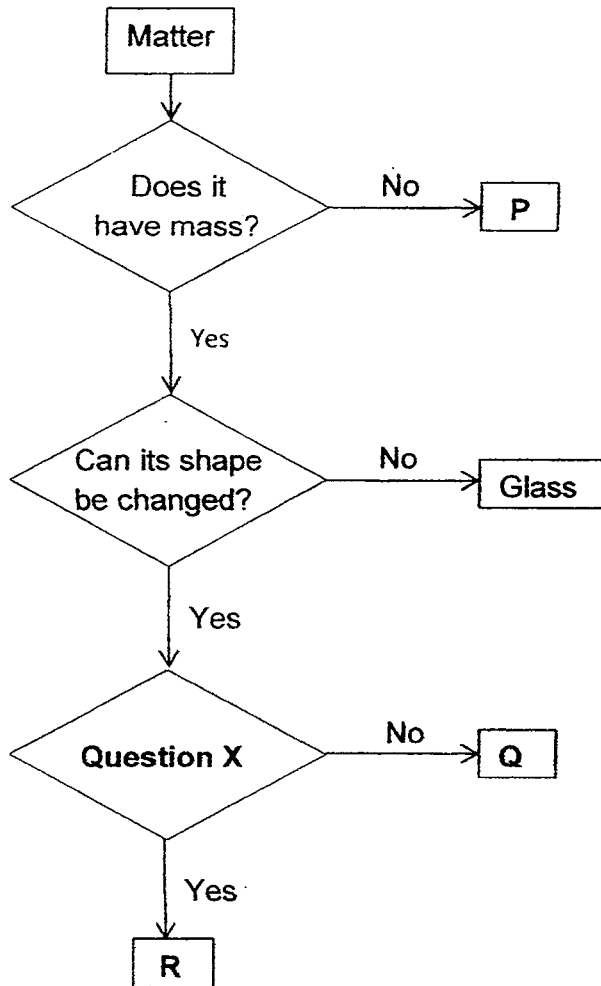 Matter
Does it
have mass?
No
P
Yes
Can its shape
be changed?
No
Glass
Yes
Question X
No
Q
Yes
R